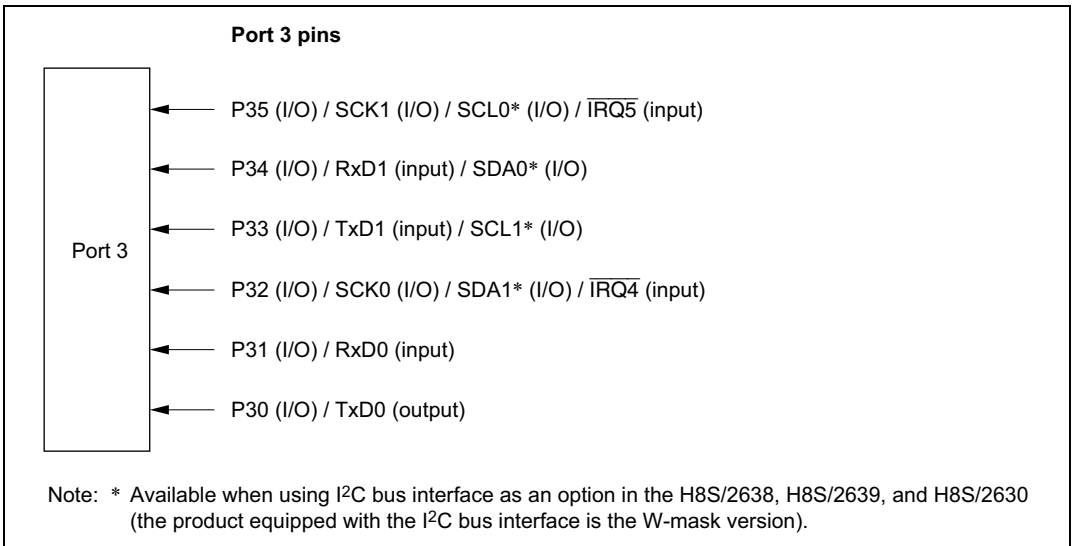 Port 3 pins
P35 (I/O) / SCK1 (I/O) / SCL0* (I/O) / I̅R̅Q̅5̅ (input)
P34 (I/O) / RxD1 (input) / SDA0* (I/O)
P33 (I/O) / TxD1 (input) / SCL1* (I/O)
Port 3
P32 (I/O) / SCK0 (I/O) / SDA1* (I/O) / I̅R̅Q̅4̅ (input)
P31 (I/O) / RxD0 (input)
P30 (I/O) / TxD0 (output)
Note: * Available when using I²C bus interface as an option in the H8S/2638, H8S/2639, and H8S/2630
(the product equipped with the I²C bus interface is the W-mask version).